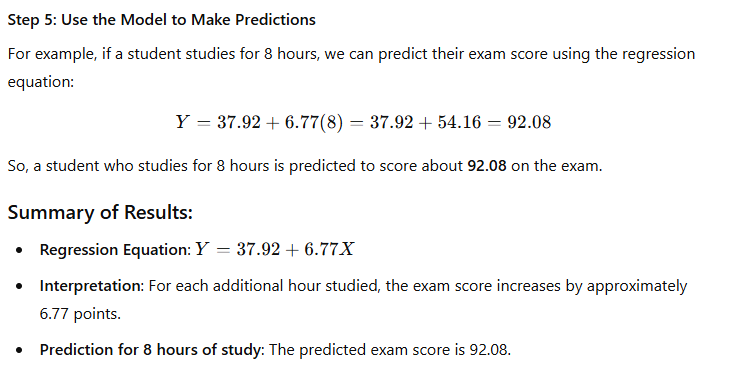 Step 5: Use the Model to Make Predictions
For example, if a student studies for 8 hours, we can predict their exam score using the regression
equation:
Y = 37.92 + 6.77(8) = 37.92 + 54.16 = 92.08
So, a student who studies for 8 hours is predicted to score about 92.08 on the exam.
Summary of Results:
• Regression Equation: Y = 37.92 + 6.77X
• Interpretation: For each additional hour studied, the exam score increases by approximately
6.77 points.
• Prediction for 8 hours of study: The predicted exam score is 92.08.